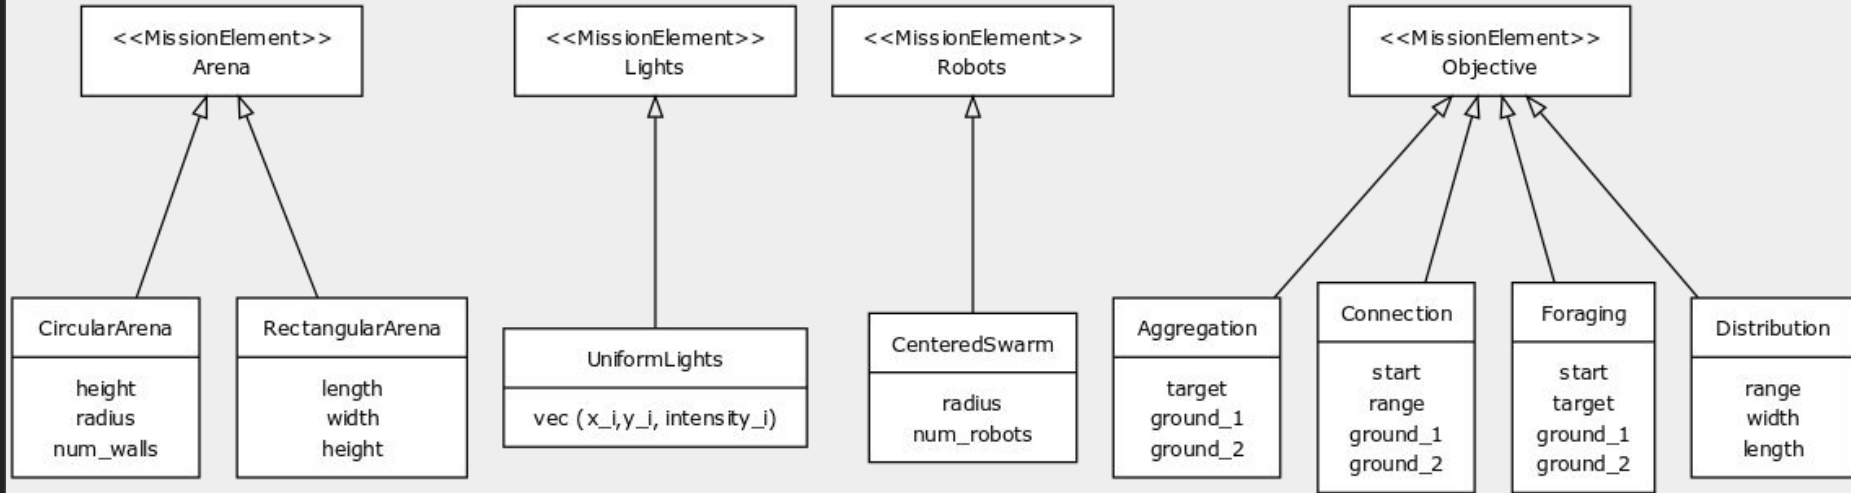 <<MissionElement>>
Arena
<<MissionElement>>
Lights
<<MissionElement>>
Robots
<<MissionElement>>
Objective
CircularArena
height
radius
num_walls
RectangularArena
length
width
height
UniformLights
vec (x_i,y_i, intensity_i)
CenteredSwarm
radius
num_robots
Aggregation
target
ground_1
ground_2
Connection
start
range
ground_1
ground_2
Foraging
start
target
ground_1
ground_2
Distribution
range
width
length